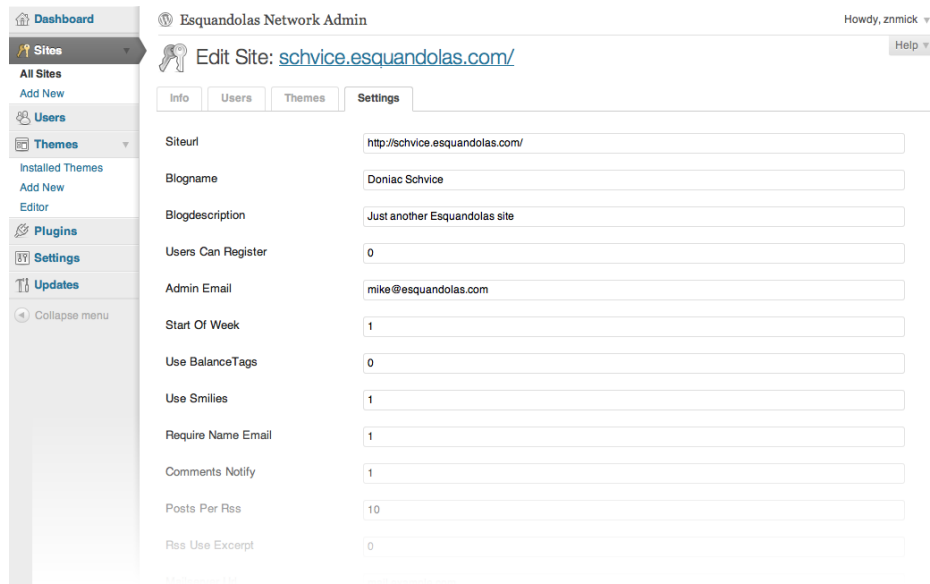 Dashboard
Sites
All Sites
Add New
Users
Themes
Installed Themes
Add New
Editor
Plugins
Settings
Updates
Collapse menu
Esquandolas Network Admin
Howdy, znmick
Help
Edit Site: schvice.esquandolas.com/
Info Users Themes Settings
Siteurl http://schvice.esquandolas.com/
Blogname Doniac Schvice
Blogdescription Just another Esquandolas site
Users Can Register 0
Admin Email mike@esquandolas.com
Start Of Week 1
Use BalanceTags 0
Use Smilies 1
Require Name Email 1
Comments Notify 1
Posts Per Rss 10
Rss Use Excerpt 0